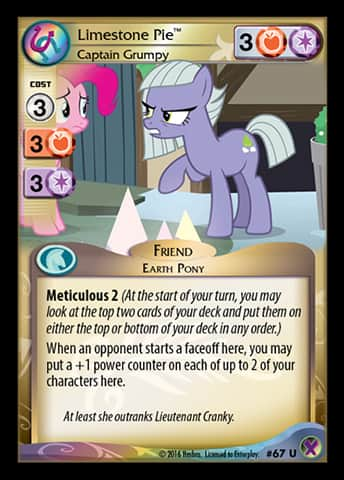 Limestone Pie™
Captain Grumpy
3
COST
3
3
3
FRIEND
EARTH PONY
Meticulous 2 (At the start of your turn, you may
look at the top two cards of your deck and put them on
either the top or bottom of your deck in any order.)
When an opponent starts a faceoff here, you may
put a +1 power counter on each of up to 2 of your
characters here.
At least she outranks Lieutenant Cranky.
© 2016 Hasbro. Licensed to Enterplay. #67 U